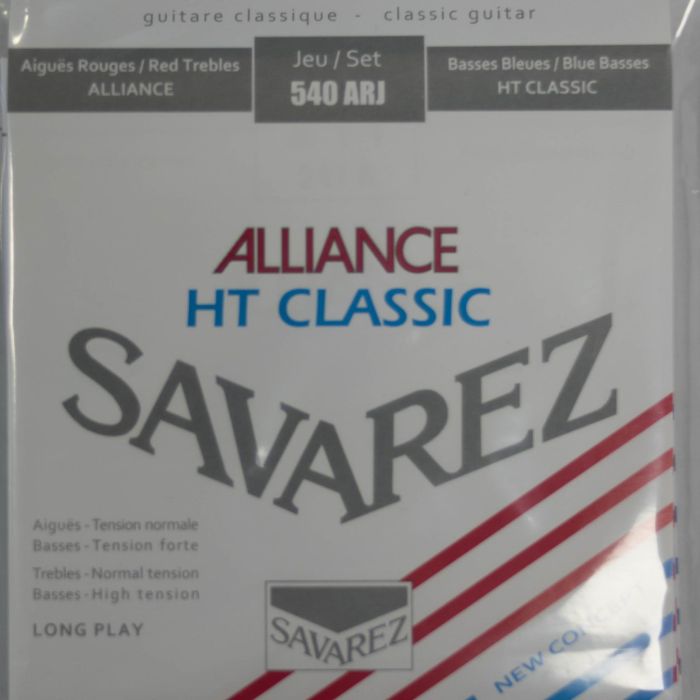 guitare classique - classic guitar
Aiguës Rouges / Red Trebles
ALLIANCE
Jeu / Set
540 ARJ
Basses Bleues / Blue Basses
HT CLASSIC
ALLIANCE
HT CLASSIC
SAVAREZ
Aiguës - Tension normale
Basses - Tension forte
Trebles - Normal tension
Basses - High tension
LONG PLAY
SAVAREZ
NEW CONCEPT